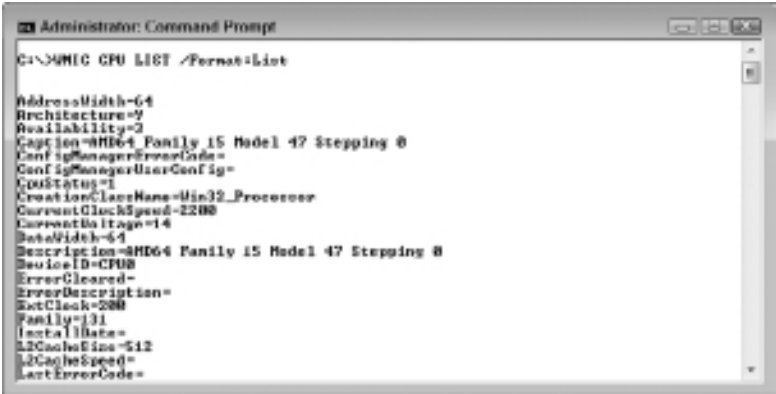 Administrator: Command Prompt
C:\>WMIC CPU LIST /Format:List
AddressWidth=64
Architecture=9
Availability=3
Caption=AMD64 Family 15 Model 47 Stepping 0
ConfigManagerErrorCode=
ConfigManagerUserConfig=
CpuStatus=1
CreationClassName=Win32_Processor
CurrentClockSpeed=2200
CurrentVoltage=14
DataWidth=64
Description=AMD64 Family 15 Model 47 Stepping 0
DeviceID=CPU0
ErrorCleared=
ErrorDescription=
ExtClock=200
Family=131
InstallDate=
L2CacheSize=512
L2CacheSpeed=
LastErrorCode=